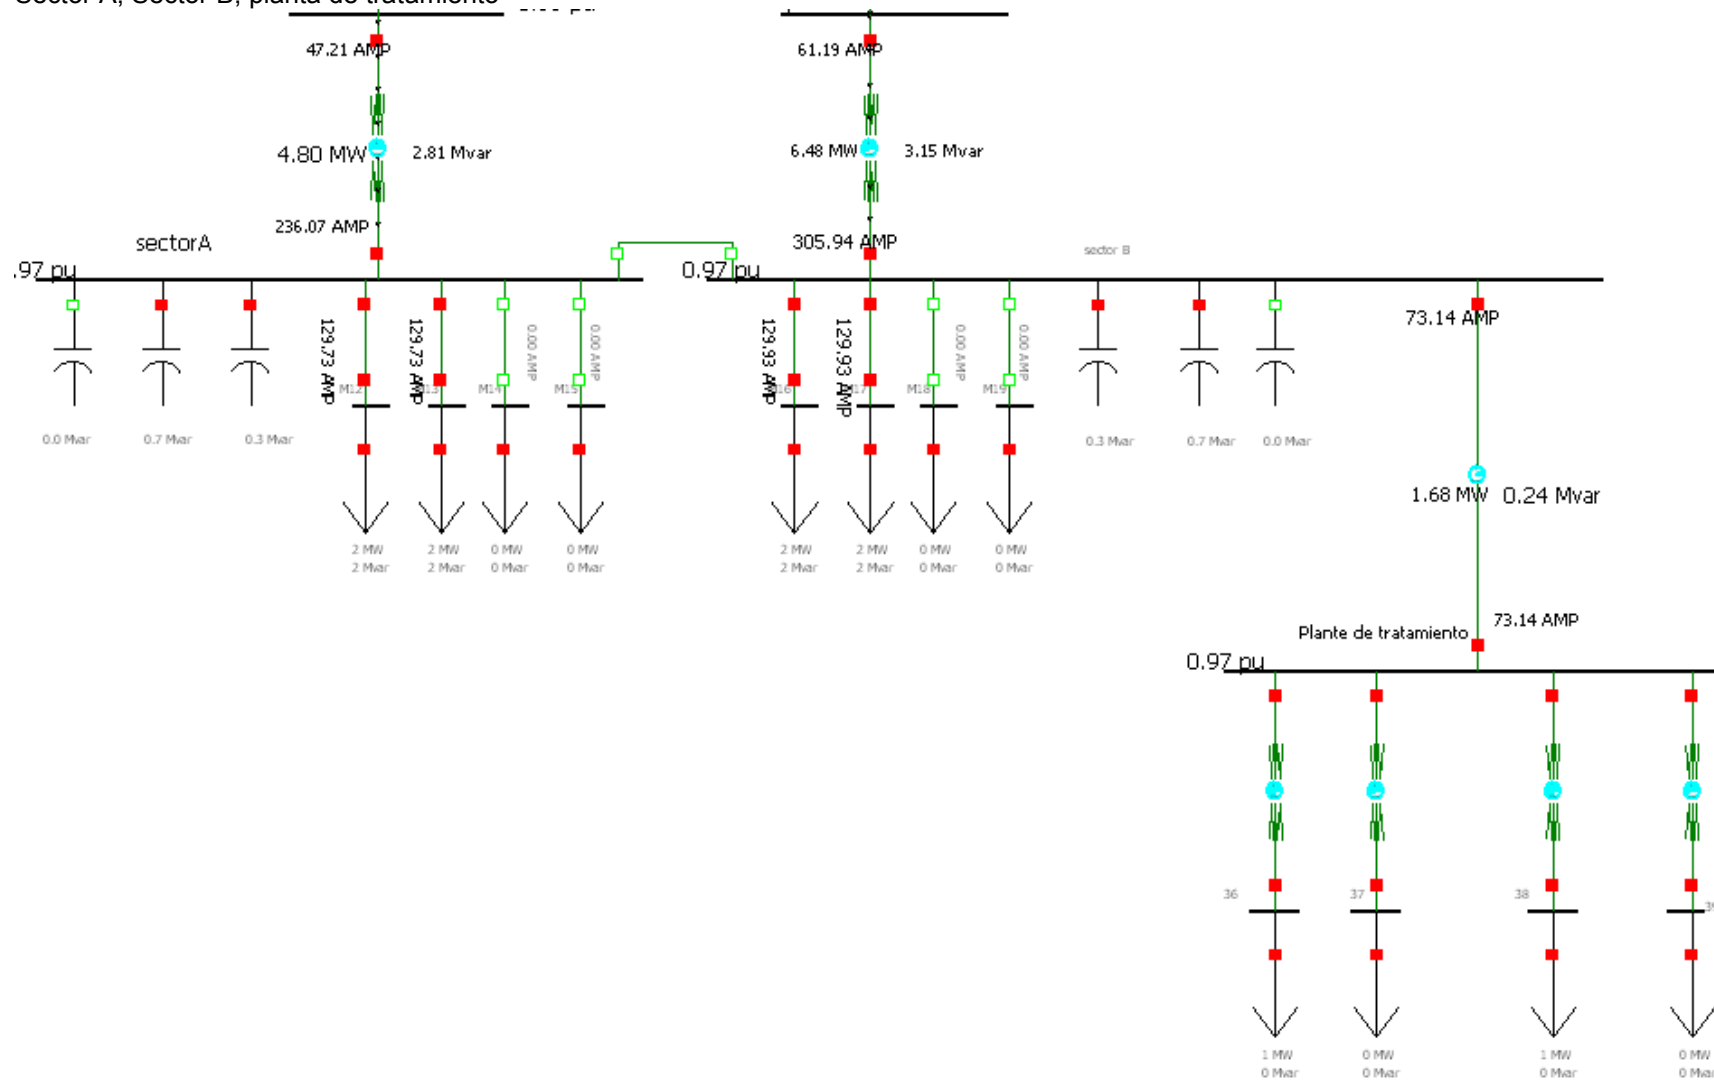 Sector A, Sector B, planta de tratamiento
47.21 AMP
61.19 AMP
4.80 MW
2.81 Mvar
6.48 MW
3.15 Mvar
236.07 AMP
305.94 AMP
sectorA
sector B
.97 pu
0.97 pu
129.73 AMP
129.73 AMP
0.00 AMP
0.00 AMP
129.93 AMP
129.93 AMP
0.00 AMP
0.00 AMP
73.14 AMP
M12
M14
M15
M18
M19
0.0 Mvar
0.7 Mvar
0.3 Mvar
0.3 Mvar
0.7 Mvar
0.0 Mvar
1.68 MW
0.24 Mvar
2 MW
2 Mvar
2 MW
2 Mvar
0 MW
0 Mvar
0 MW
0 Mvar
2 MW
2 Mvar
2 MW
2 Mvar
0 MW
0 Mvar
0 MW
0 Mvar
73.14 AMP
Plante de tratamiento
0.97 pu
36
37
38
1 MW
0 Mvar
0 MW
0 Mvar
1 MW
0 Mvar
0 MW
0 Mvar